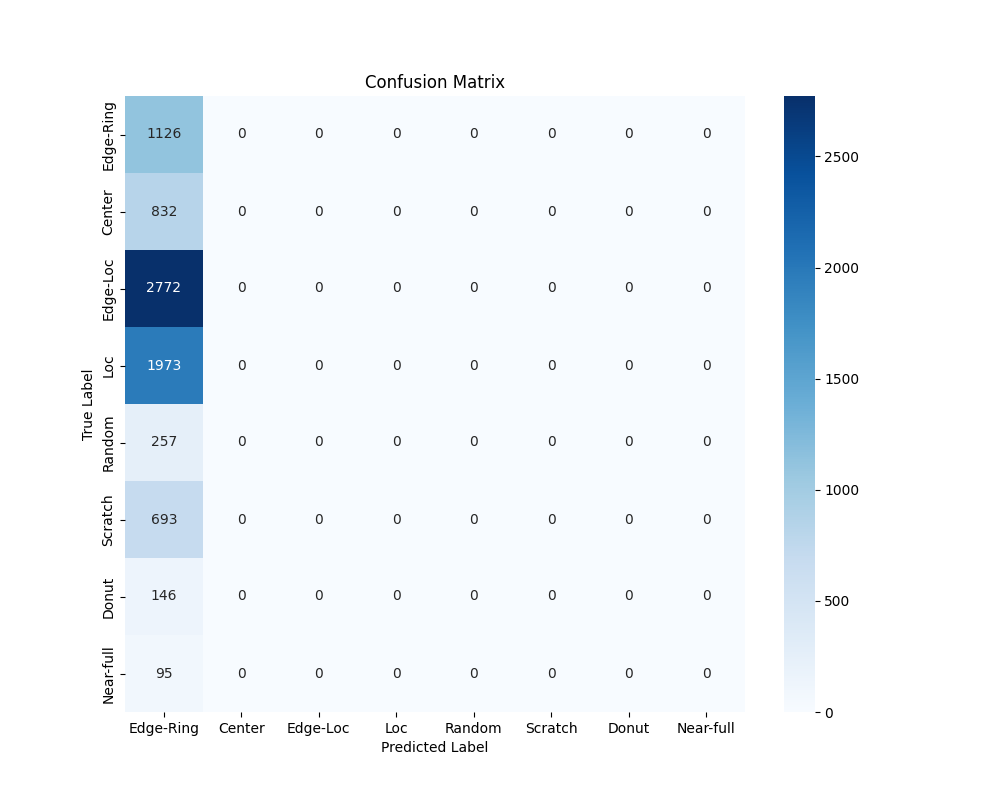 Confusion Matrix
True Label
Edge-Ring 1126 0 0 0 0 0 0 0
Center 832 0 0 0 0 0 0 0
Edge-Loc 2772 0 0 0 0 0 0 0
Loc 1973 0 0 0 0 0 0 0
Random 257 0 0 0 0 0 0 0
Scratch 693 0 0 0 0 0 0 0
Donut 146 0 0 0 0 0 0 0
Near-full 95 0 0 0 0 0 0 0
Edge-Ring Center Edge-Loc Loc Random Scratch Donut Near-full
Predicted Label
2500
2000
1500
1000
500
0